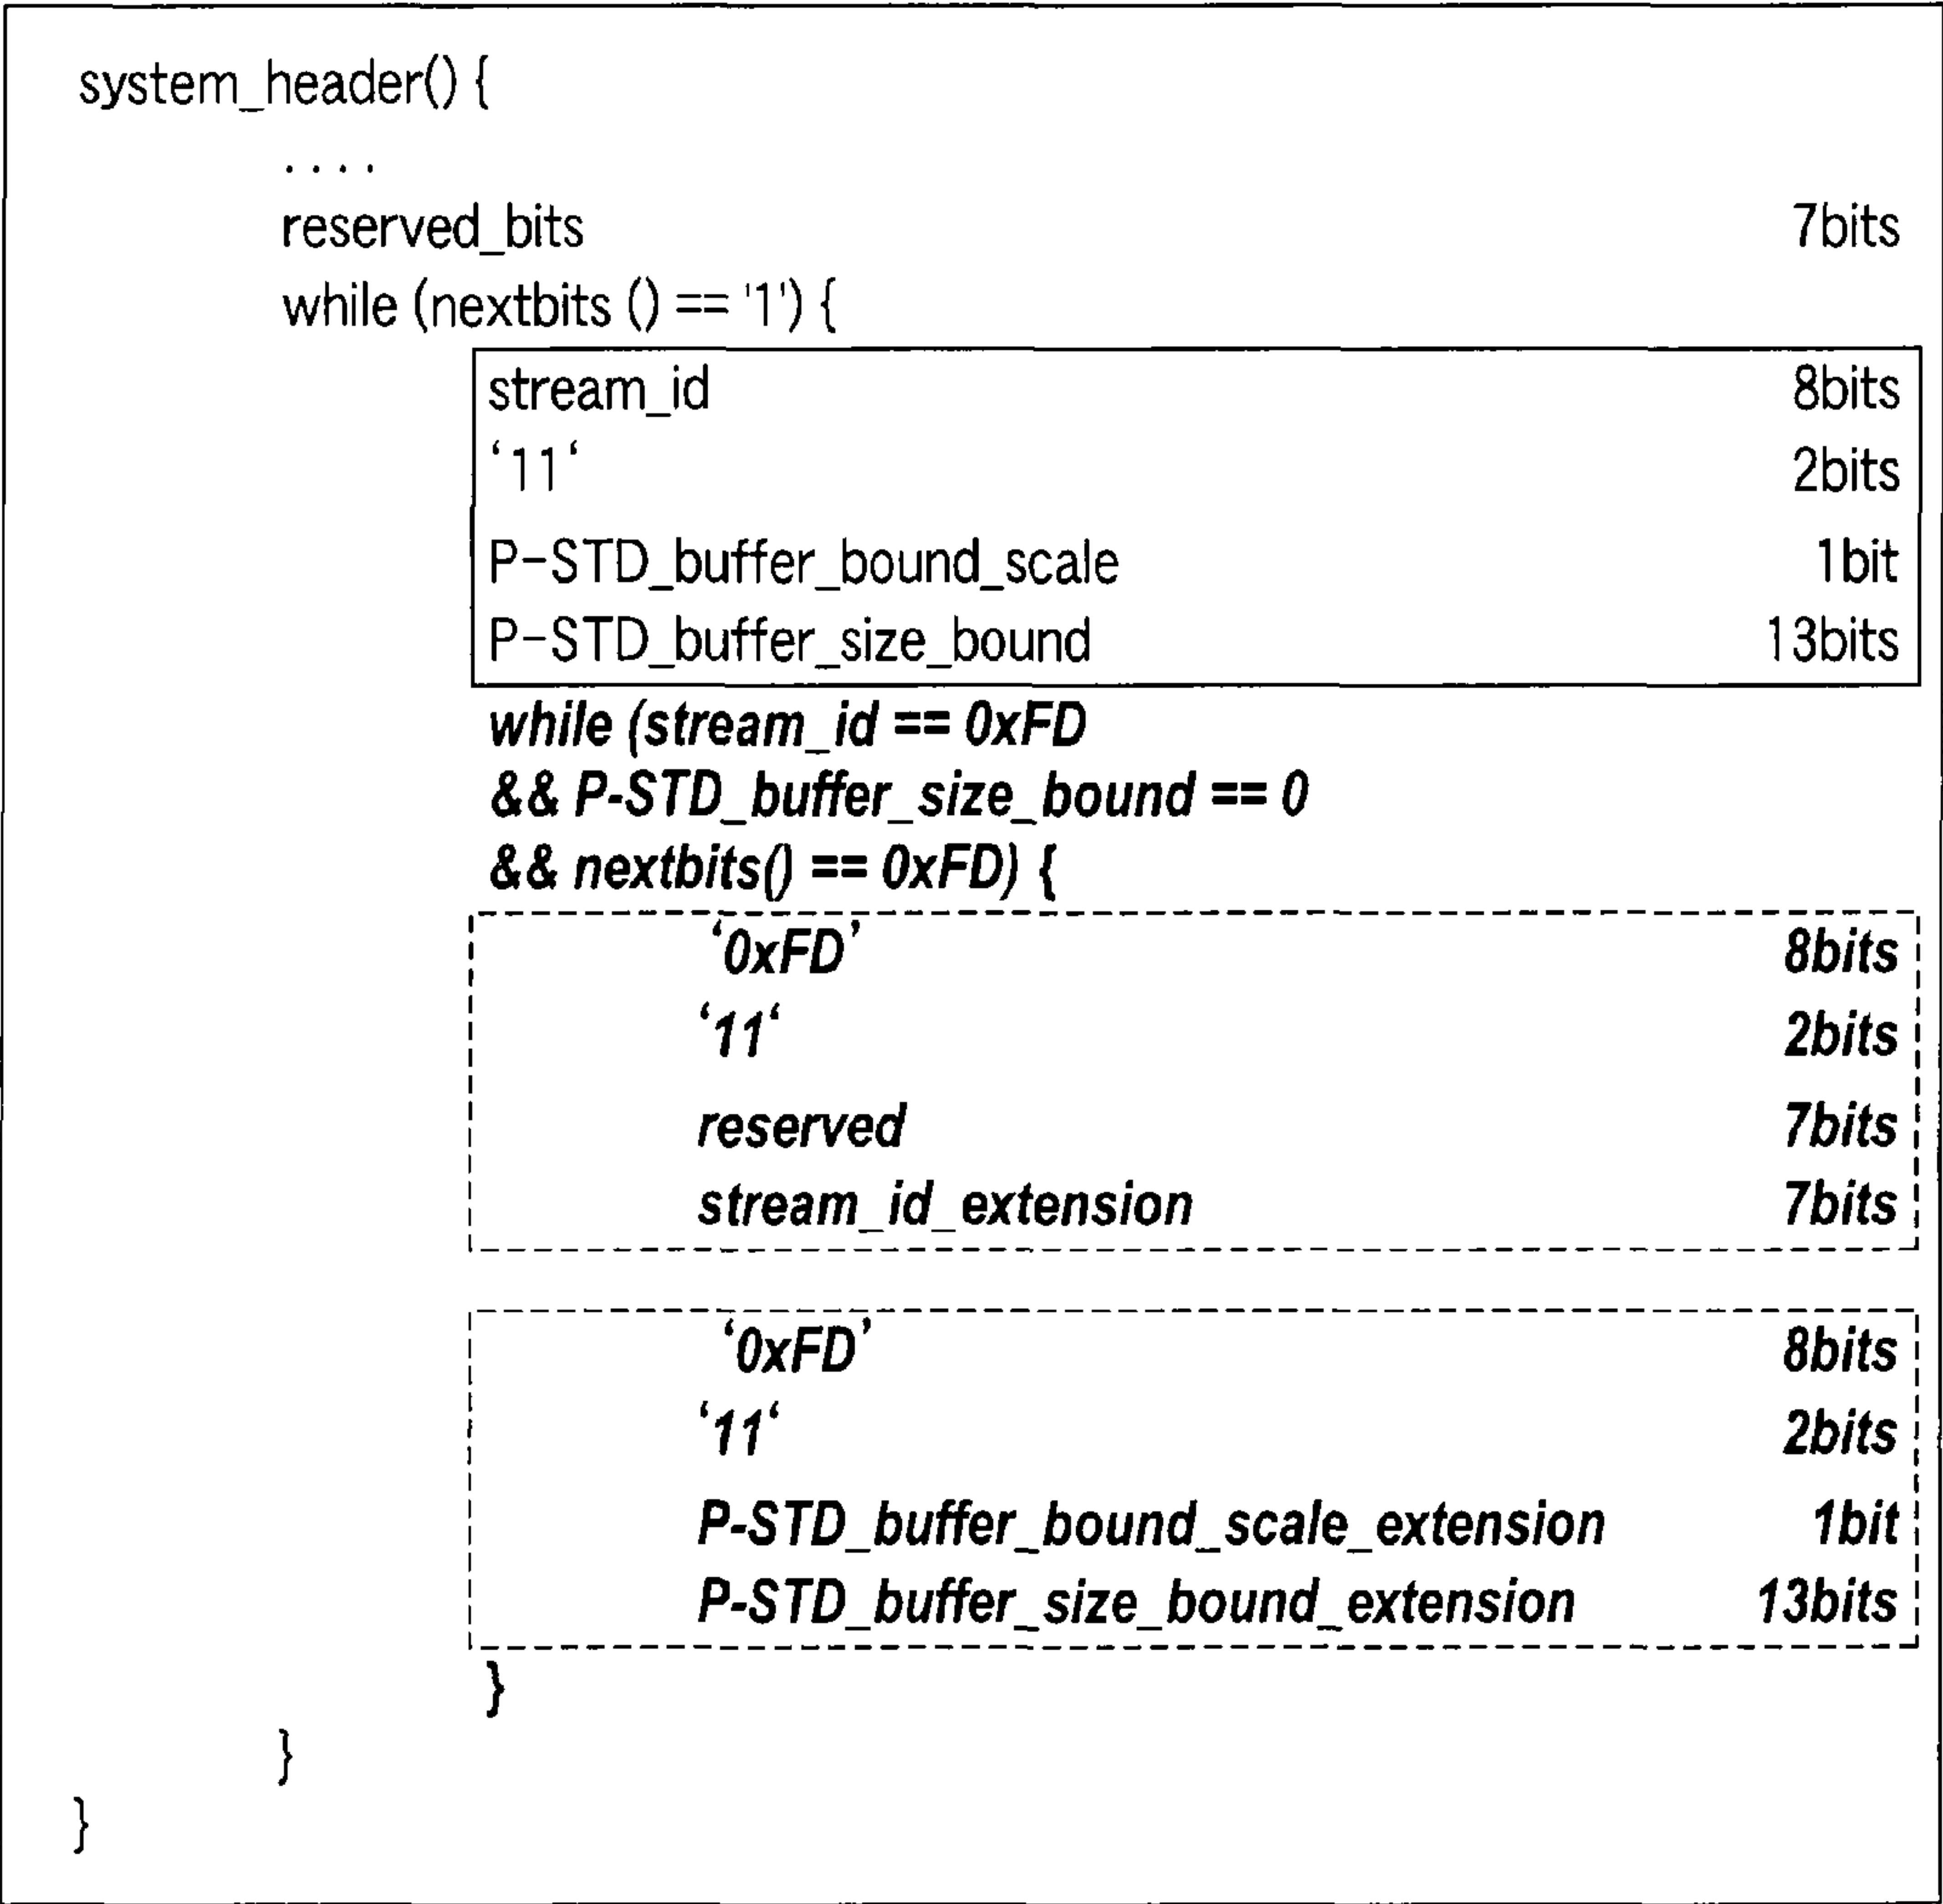 system_header() {
....
reserved_bits 7bits
while (nextbits () == '1') {
stream_id 8bits
‘11‘ 2bits
P-STD_buffer_bound_scale 1bit
P-STD_buffer_size_bound 13bits
while (stream_id == 0xFD
&& P-STD_buffer_size_bound == 0
&& nextbits() == 0xFD) {
‘0xFD’ 8bits
‘11‘ 2bits
reserved 7bits
stream_id_extension 7bits
‘0xFD’ 8bits
‘11‘ 2bits
P-STD_buffer_bound_scale_extension 1bit
P-STD_buffer_size_bound_extension 13bits
}
}
}